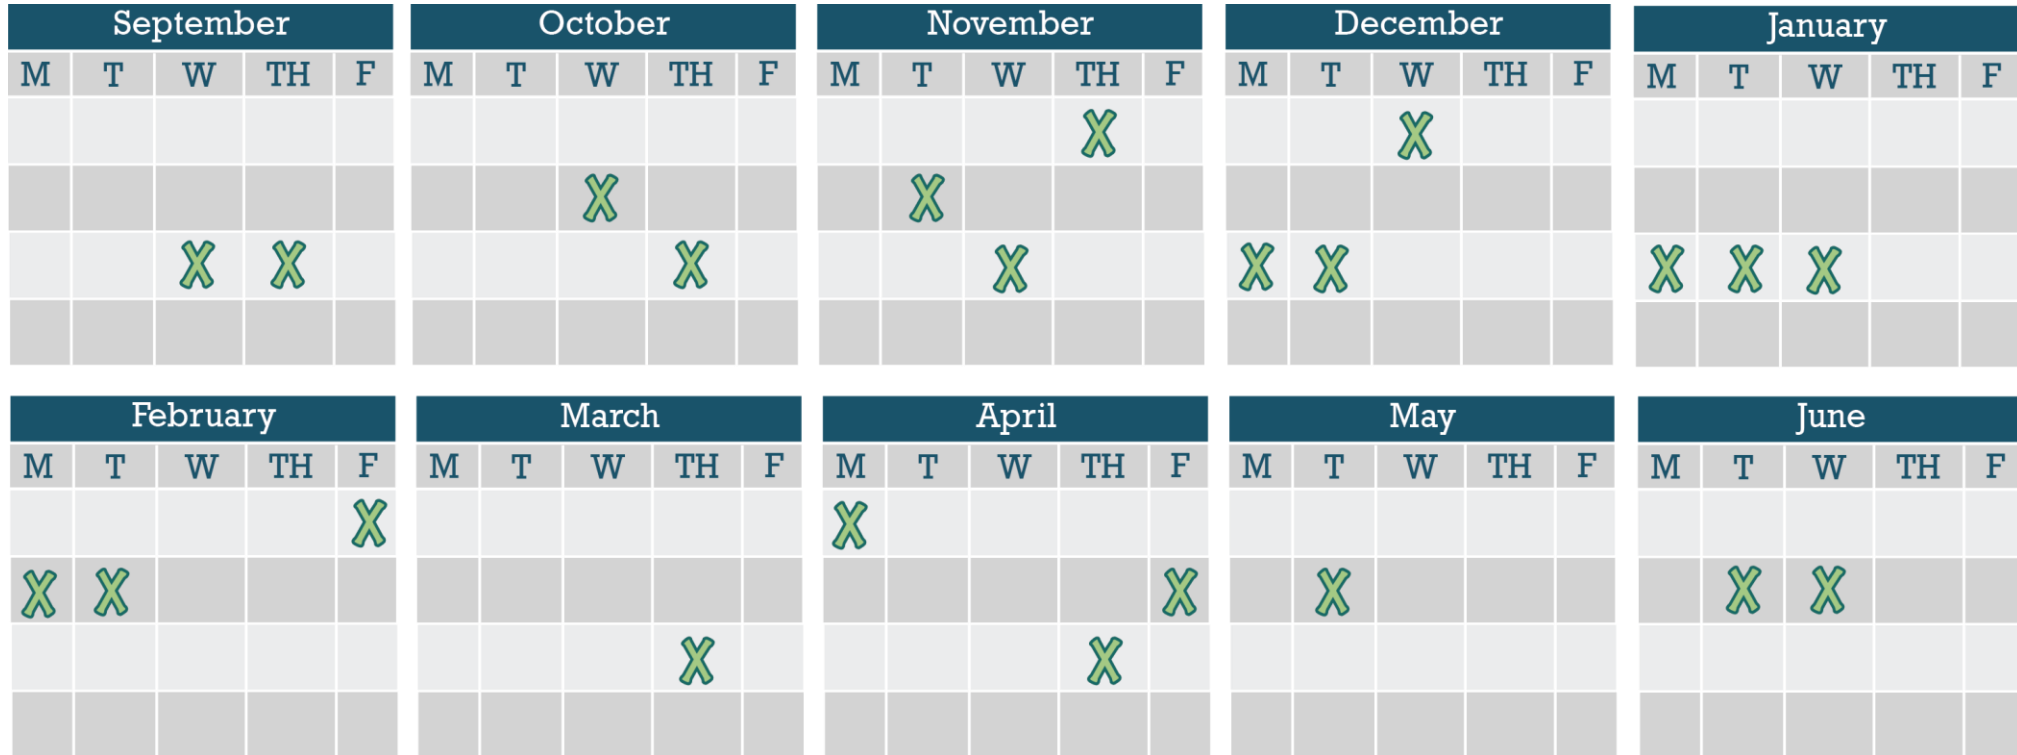 September October November December January
M T W TH F M T W TH F M T W TH F M T W TH F M T W TH F
X X
X X X
X X X X X X X X X X
February March April May June
M T W TH F M T W TH F M T W TH F M T W TH F M T W TH F
X X
X X X X X X
X X